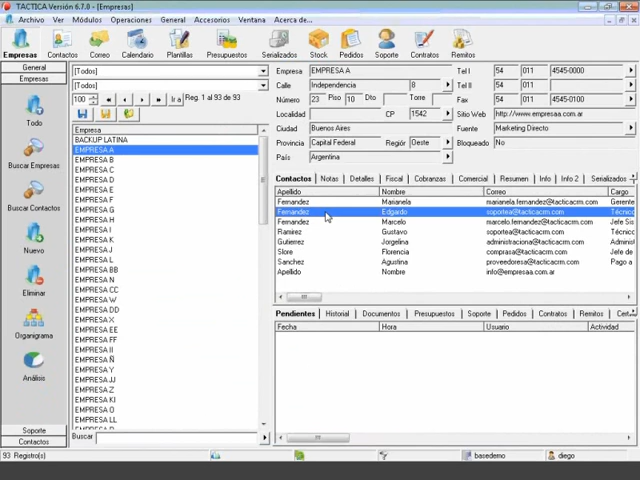 TACTICA Versión 6.7.0 - [Empresas]
Archivo Ver Módulos Operaciones General Accesorios Ventana Acerca de...
Empresas Contactos Correo Calendario Plantillas Presupuestos Serializados Stock Pedidos Soporte Contratos Remitos
General
Empresas
Todo
Buscar Empresas
Buscar Contactos
Nuevo
Eliminar
Organigrama
Análisis
Soporte
Contactos
[Todos]
[Todos]
100 Ir a Reg. 1 al 93 de 93
Empresa
BACKUP LATINA
EMPRESA A
EMPRESA B
EMPRESA C
EMPRESA D
EMPRESA E
EMPRESA F
EMPRESA G
EMPRESA H
EMPRESA I
EMPRESA K
EMPRESA J
EMPRESA L
EMPRESA BB
EMPRESA N
EMPRESA CC
EMPRESA W
EMPRESA DD
EMPRESA X
EMPRESA EE
EMPRESA FF
EMPRESA II
EMPRESA Ñ
EMPRESA Y
EMPRESA JJ
EMPRESA Z
EMPRESA KJ
EMPRESA O
EMPRESA LL
Buscar
Empresa EMPRESA A
Calle Independencia 8
Número 23 Piso 10 Dto Torre
Localidad CP 1542
Ciudad Buenos Aires
Provincia Capital Federal Región Oeste
País Argentina
Tel I 54 011 4545-0000
Tel II 54 011
Fax 54 011 4545-0100
Sitio Web http://www.empresaa.com.ar
Fuente Marketing Directo
Bloqueado No
Contactos Notas Detalles Fiscal Cobranzas Comercial Resumen Info Info 2 Serializados
Apellido Nombre Correo Cargo
Fernandez Marianela marianela.fernandez@tacticacrm.com Gerente
Fernandez Edgardo soportea@tacticacrm.com Técnico
Fernandez Marcelo marcelo.fernandez@tacticacrm.com Jefe Sis
Ramirez Gustavo soportea@tacticacrm.com Técnico
Gutierrez Jorgelina administraciona@tacticacrm.com Jefe de
Slore Florencia comprasa@tacticacrm.com Jefe de
Sanchez Agustina proveedoresa@tacticacrm.com Pago a
Apellido Nombre info@empresaa.com.ar
Pendientes Historial Documentos Presupuestos Soporte Pedidos Contratos Remitos
Fecha Hora Usuario Actividad
93 Registro(s) basedemo diego